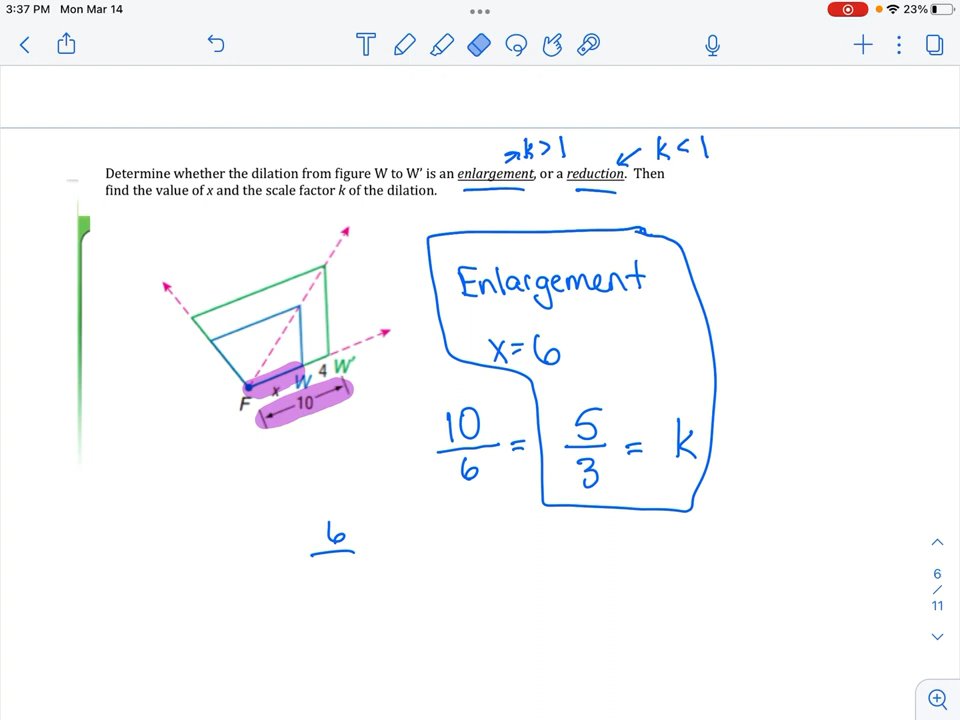 3:37 PM Mon Mar 14
23%
k > 1
k < 1
Determine whether the dilation from figure W to W' is an enlargement, or a reduction. Then
find the value of x and the scale factor k of the dilation.
Enlargement
x = 6
4 W'
x W
F
10
10/6 = 5/3 = k
6
6
/
11